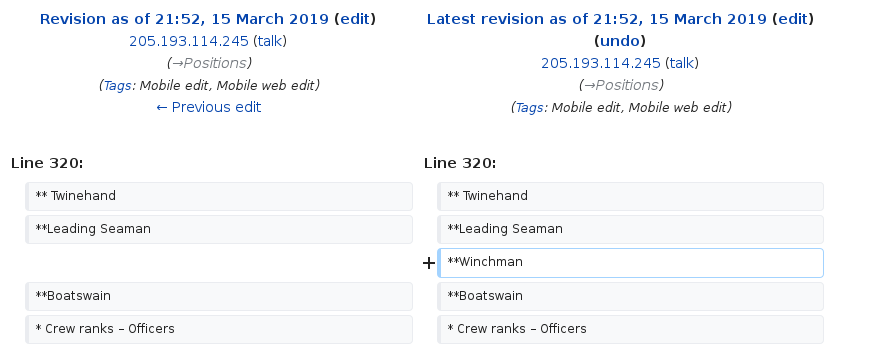 Revision as of 21:52, 15 March 2019 (edit)
205.193.114.245 (talk)
(→Positions)
(Tags: Mobile edit, Mobile web edit)
← Previous edit
Latest revision as of 21:52, 15 March 2019 (edit)
(undo)
205.193.114.245 (talk)
(→Positions)
(Tags: Mobile edit, Mobile web edit)
Line 320:
Line 320:
** Twinehand
** Twinehand
**Leading Seaman
**Leading Seaman
+ **Winchman
**Boatswain
**Boatswain
* Crew ranks – Officers
* Crew ranks – Officers